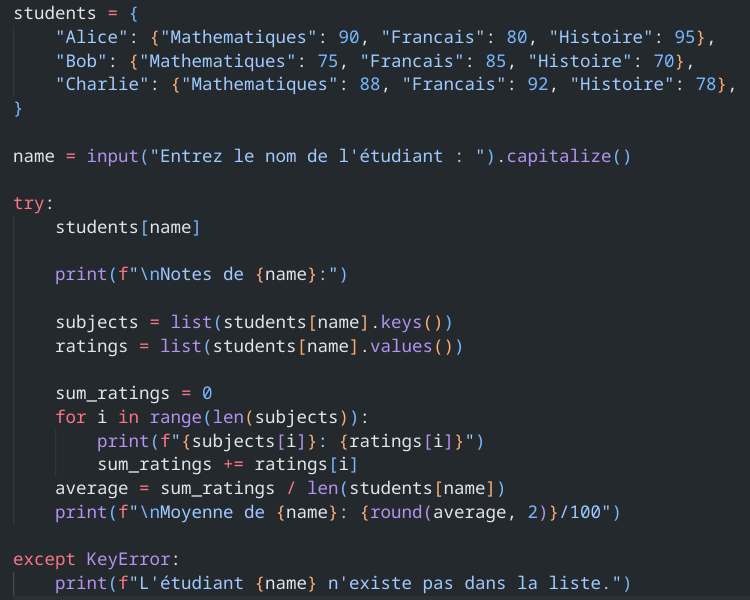 students = {
    "Alice": {"Mathematiques": 90, "Francais": 80, "Histoire": 95},
    "Bob": {"Mathematiques": 75, "Francais": 85, "Histoire": 70},
    "Charlie": {"Mathematiques": 88, "Francais": 92, "Histoire": 78},
}

name = input("Entrez le nom de l'étudiant : ").capitalize()

try:
    students[name]

    print(f"\nNotes de {name}:")

    subjects = list(students[name].keys())
    ratings = list(students[name].values())

    sum_ratings = 0
    for i in range(len(subjects)):
        print(f"{subjects[i]}: {ratings[i]}")
        sum_ratings += ratings[i]
    average = sum_ratings / len(students[name])
    print(f"\nMoyenne de {name}: {round(average, 2)}/100")

except KeyError:
    print(f"L'étudiant {name} n'existe pas dans la liste.")